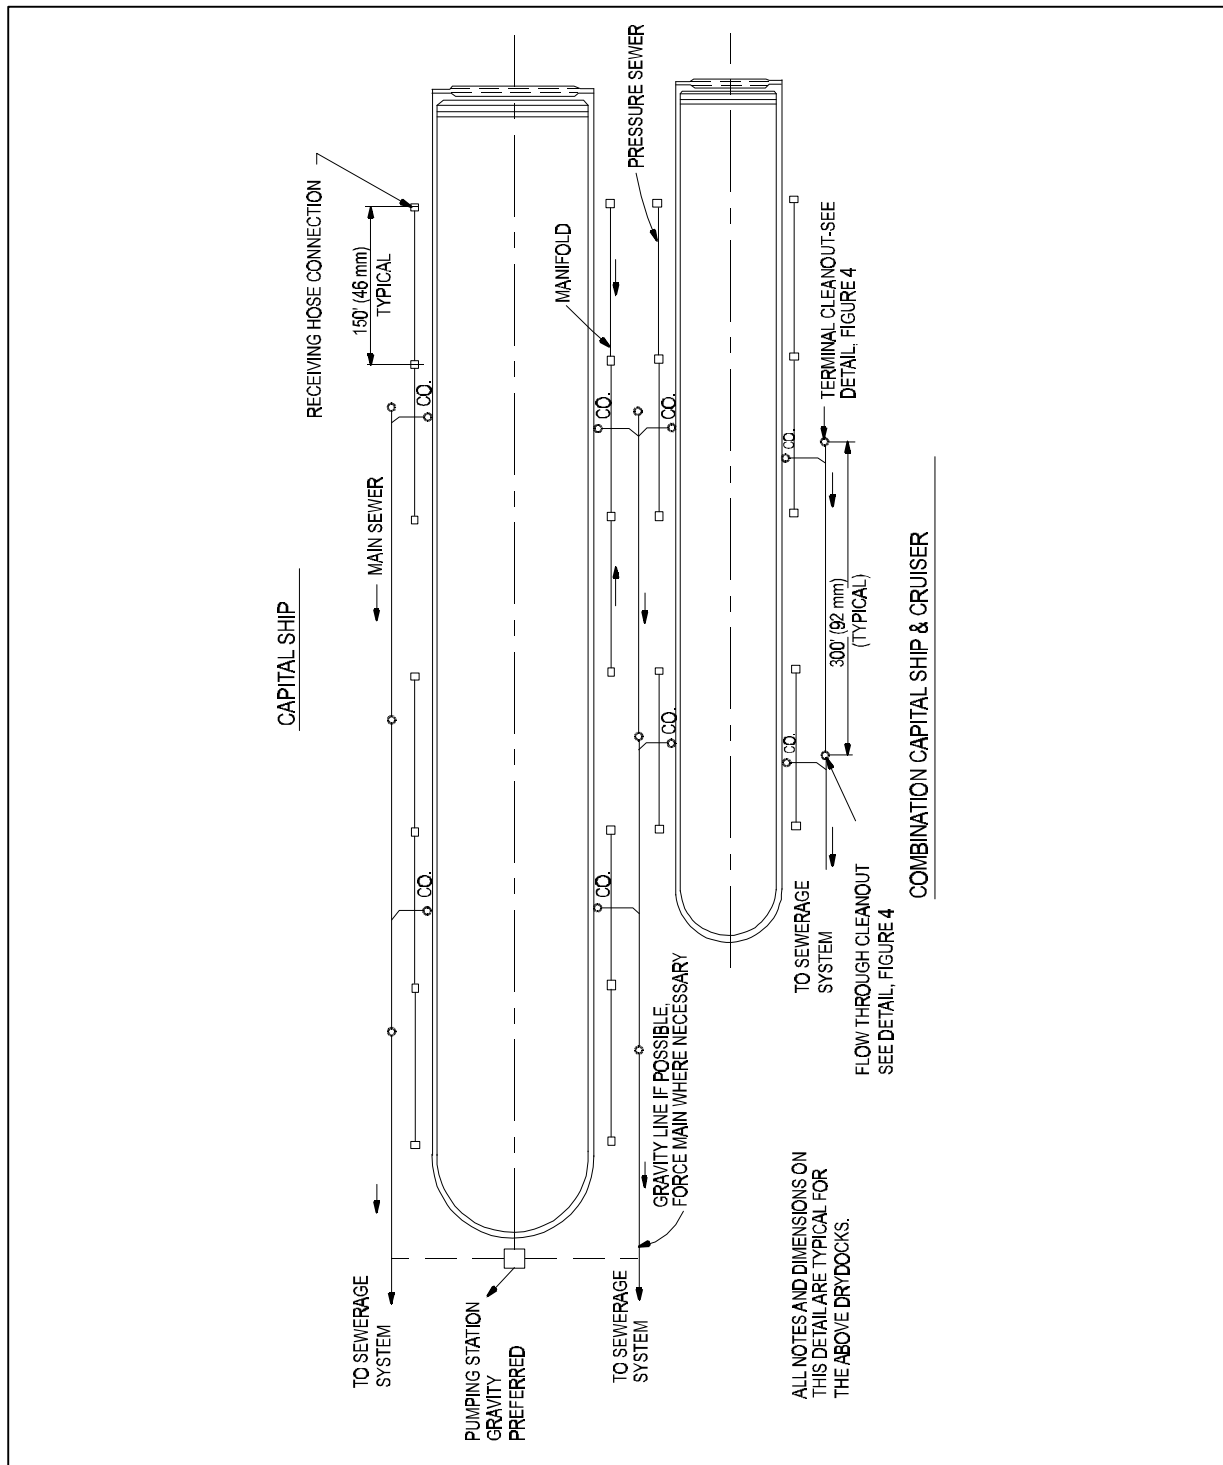 CAPITAL SHIP
RECEIVING HOSE CONNECTION
150' (46 mm)
TYPICAL
MAIN SEWER
CO.
CO.
TO SEWERAGE
SYSTEM
PUMPING STATION
GRAVITY
PREFERRED
MANIFOLD
PRESSURE SEWER
CO.
CO.
CO.
CO.
GRAVITY LINE IF POSSIBLE,
FORCE MAIN WHERE NECESSARY
TO SEWERAGE
SYSTEM
TERMINAL CLEANOUT-SEE
DETAIL, FIGURE 4
CO.
CO.
300' (92 mm)
(TYPICAL)
TO SEWERAGE
SYSTEM
FLOW THROUGH CLEANOUT
SEE DETAIL, FIGURE 4
COMBINATION CAPITAL SHIP & CRUISER
ALL NOTES AND DIMENSIONS ON
THIS DETAIL ARE TYPICAL FOR
THE ABOVE DRYDOCKS.